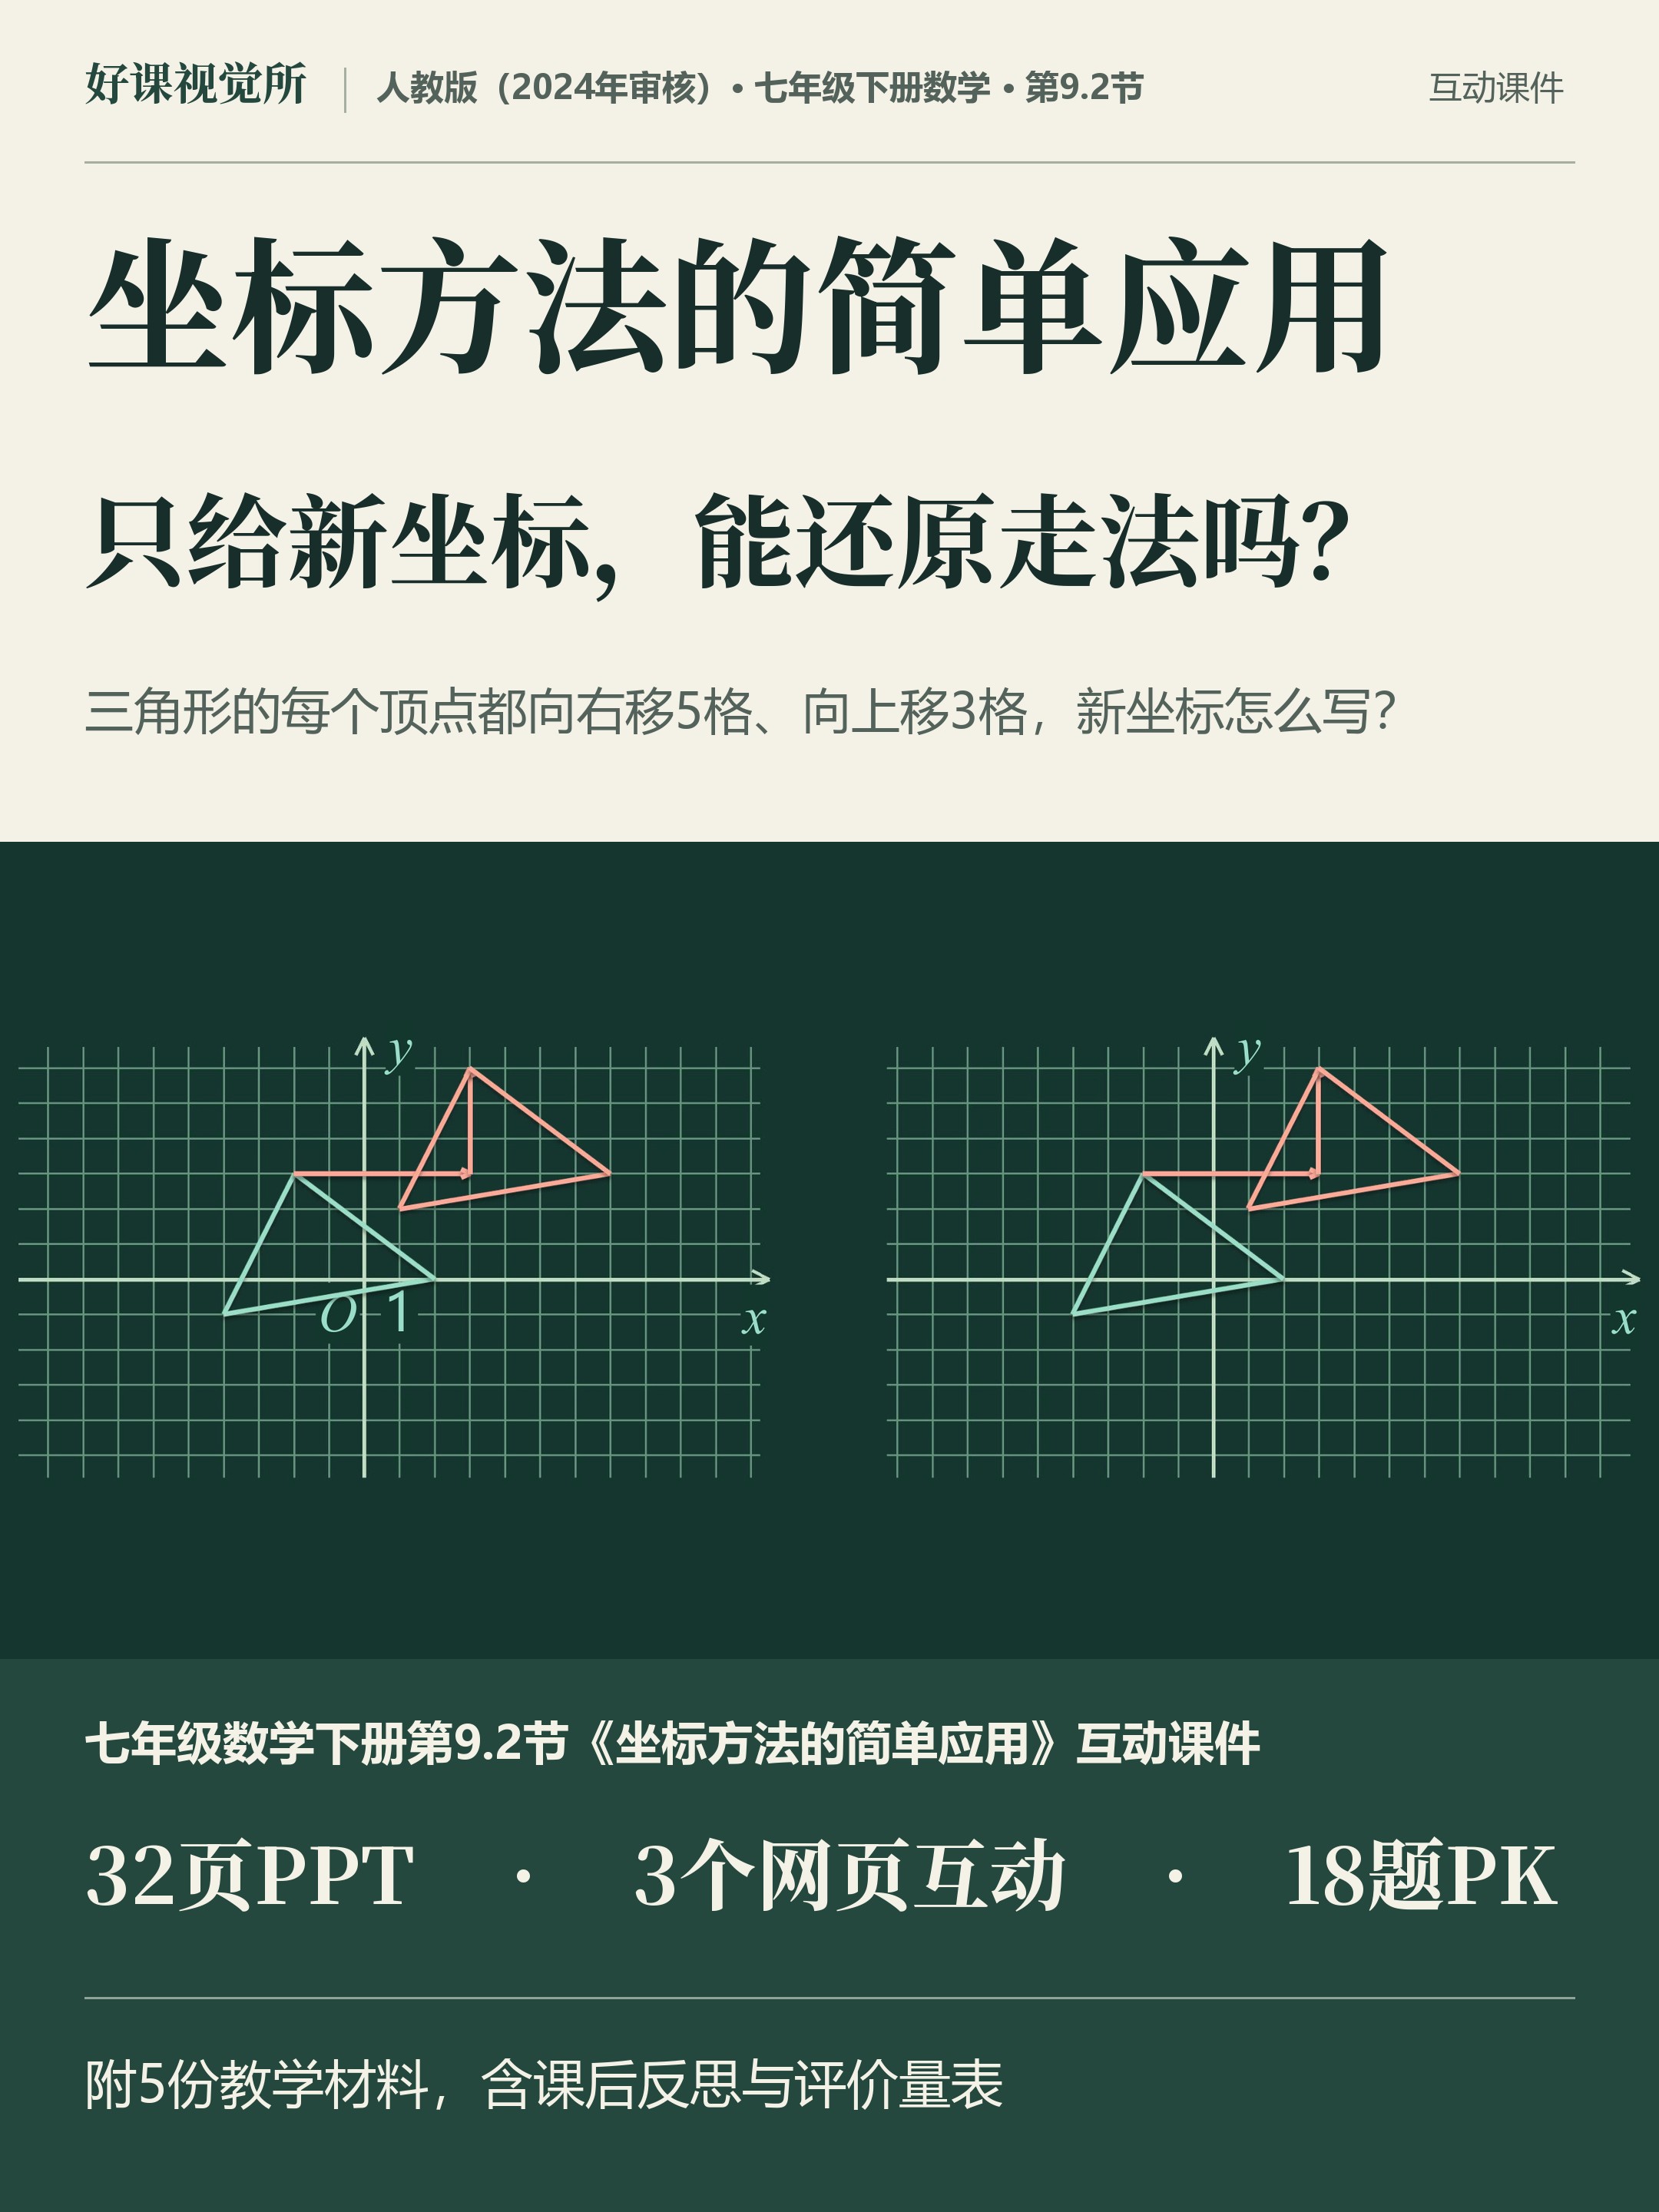 好课视觉所
人教版（2024年审核）• 七年级下册数学 • 第9.2节
互动课件
坐标方法的简单应用
只给新坐标，能还原走法吗？
三角形的每个顶点都向右移5格、向上移3格，新坐标怎么写？
y
O 1
x
y
x
七年级数学下册第9.2节《坐标方法的简单应用》互动课件
32页PPT · 3个网页互动 · 18题PK
附5份教学材料，含课后反思与评价量表